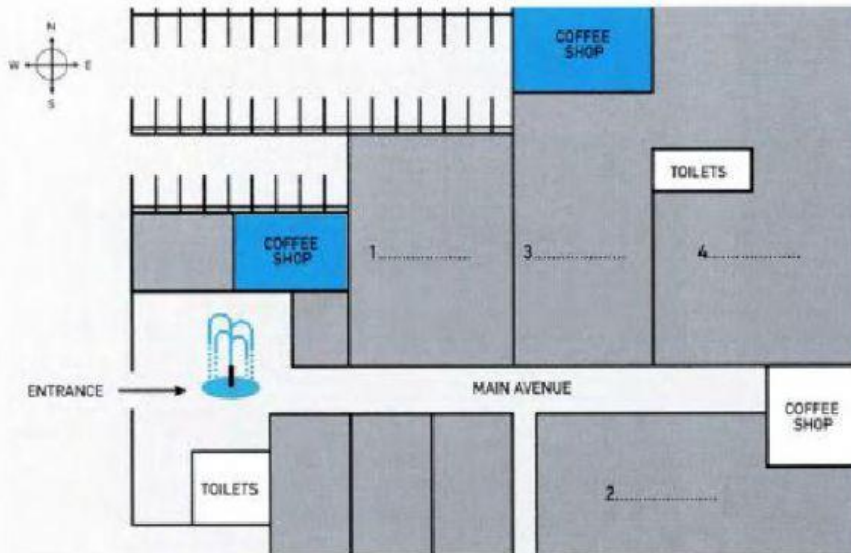 N
W E
S
COFFEE
SHOP
TOILETS
COFFEE
SHOP
1....................
3....................
4....................
ENTRANCE
MAIN AVENUE
COFFEE
SHOP
TOILETS
2....................